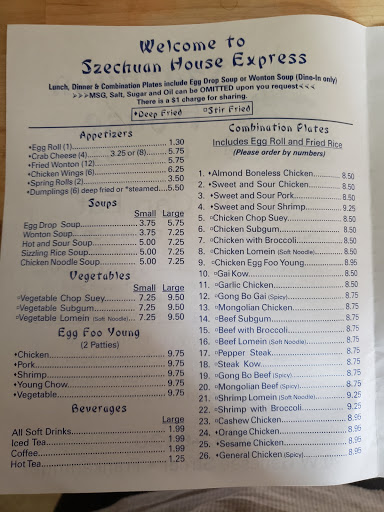 Welcome to
Szechuan House Express
Lunch, Dinner & Combination Plates include Egg Drop Soup or Wonton Soup (Dine-In only)
>>>MSG, Salt, Sugar and Oil can be OMITTED upon you request<<<
There is a $1 charge for sharing.
♦Deep Fried □Stir Fried
Appetizers
♦Egg Roll (1) 1.30
♦Crab Cheese (4) 3.25 or (8) 5.75
♦Fried Wonton (12) 5.75
♦Chicken Wings (6) 6.25
♦Spring Rolls (2) 3.50
♦Dumplings (6) deep fried or *steamed 5.50
Soups
Small Large
Egg Drop Soup 3.75 5.75
Wonton Soup 3.75 7.25
Hot and Sour Soup 5.00 7.25
Sizzling Rice Soup 5.00 7.25
Chicken Noodle Soup 5.00 7.25
Vegetables
Small Large
□Vegetable Chop Suey 7.25 9.50
□Vegetable Subgum 7.25 9.50
□Vegetable Lomein (Soft Noodle) 7.25 9.50
Egg Foo Young
(2 Patties)
♦Chicken 9.75
♦Pork 9.75
♦Shrimp 9.75
♦Young Chow 9.75
♦Vegetable 9.75
Beverages
Large
All Soft Drinks 1.99
Iced Tea 1.99
Coffee 1.99
Hot Tea 1.25
Combination Plates
Includes Egg Roll and Fried Rice
(Please order by numbers)
1. ♦Almond Boneless Chicken 8.50
2. ♦Sweet and Sour Chicken 8.50
3. ♦Sweet and Sour Pork 8.50
4. ♦Sweet and Sour Shrimp 9.25
5. □Chicken Chop Suey 8.50
6. □Chicken Subgum 8.50
7. □Chicken with Broccoli 8.50
8. □Chicken Lomein (Soft Noodle) 8.50
9. ♦Chicken Egg Foo Young 8.95
10. □Gai Kow 8.50
11. □Garlic Chicken 8.50
12. □Gong Bo Gai (Spicy) 8.75
13. □Mongolian Chicken 8.75
14. □Beef Subgum 8.75
15. □Beef with Broccoli 8.75
16. □Beef Lomein (Soft Noodle) 8.75
17. □Pepper Steak 8.75
18. □Steak Kow 8.75
19. □Gong Bo Beef (Spicy) 8.75
20. □Mongolian Beef (Spicy) 8.75
21. □Shrimp Lomein (Soft Noodle) 9.25
22. □Shrimp with Broccoli 9.25
23. □Cashew Chicken 8.95
24. ♦Orange Chicken 8.95
25. ♦Sesame Chicken 8.95
26. ♦General Chicken (Spicy) 8.95